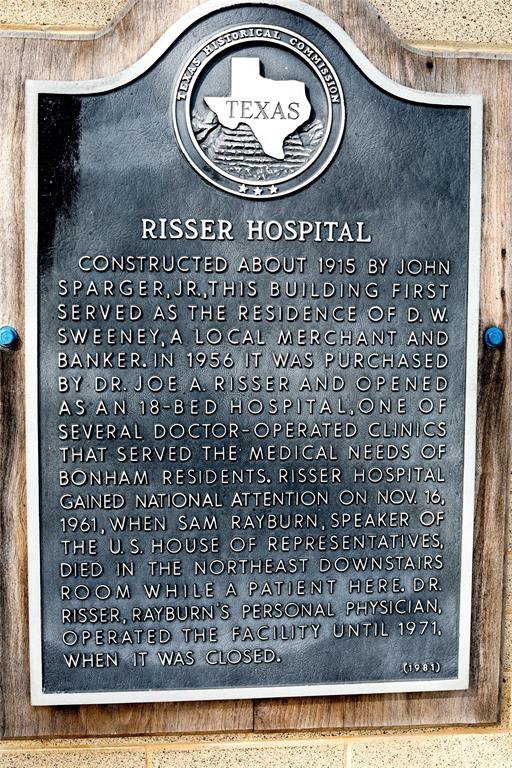 TEXAS HISTORICAL COMMISSION
TEXAS
RISSER HOSPITAL
CONSTRUCTED ABOUT 1915 BY JOHN
SPARGER, JR., THIS BUILDING FIRST
SERVED AS THE RESIDENCE OF D. W.
SWEENEY, A LOCAL MERCHANT AND
BANKER. IN 1956 IT WAS PURCHASED
BY DR. JOE A. RISSER AND OPENED
AS AN 18-BED HOSPITAL, ONE OF
SEVERAL DOCTOR-OPERATED CLINICS
THAT SERVED THE MEDICAL NEEDS OF
BONHAM RESIDENTS. RISSER HOSPITAL
GAINED NATIONAL ATTENTION ON NOV. 16,
1961, WHEN SAM RAYBURN, SPEAKER OF
THE U.S. HOUSE OF REPRESENTATIVES,
DIED IN THE NORTHEAST DOWNSTAIRS
ROOM WHILE A PATIENT HERE. DR.
RISSER, RAYBURN'S PERSONAL PHYSICIAN,
OPERATED THE FACILITY UNTIL 1971,
WHEN IT WAS CLOSED.
(1981)